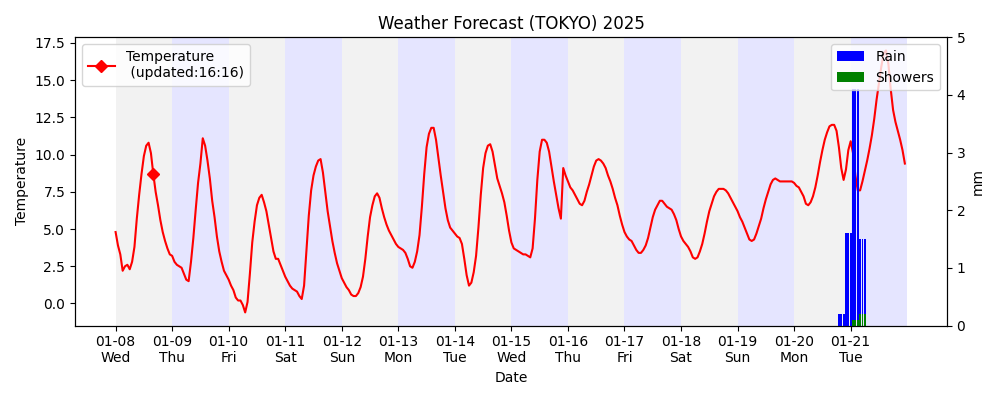 Weather Forecast (TOKYO) 2025
Temperature
(updated:16:16)
Rain
Showers
Temperature
17.5
15.0
12.5
10.0
7.5
5.0
2.5
0.0
5
4
3
2
1
0
mm
01-08 01-09 01-10 01-11 01-12 01-13 01-14 01-15 01-16 01-17 01-18 01-19 01-20 01-21
Wed Thu Fri Sat Sun Mon Tue Wed Thu Fri Sat Sun Mon Tue
Date